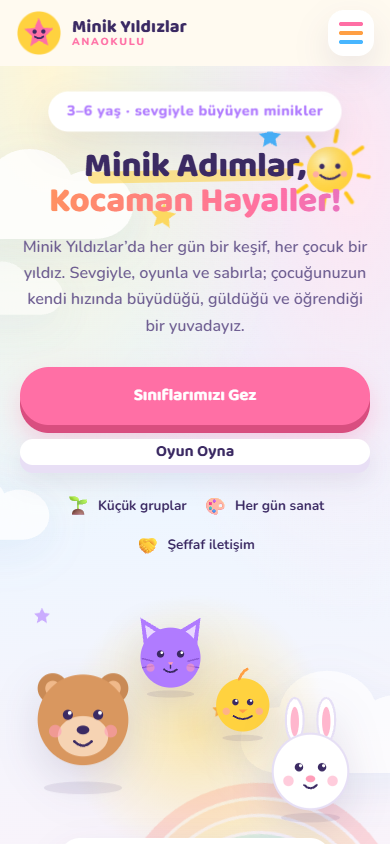 Minik Yıldızlar
ANAOKULU
3–6 yaş · sevgiyle büyüyen minikler
Minik Adımlar,
Kocaman Hayaller!
Minik Yıldızlar’da her gün bir keşif, her çocuk bir
yıldız. Sevgiyle, oyunla ve sabırla; çocuğunuzun
kendi hızında büyüdüğü, güldüğü ve öğrendiği
bir yuvadayız.
Sınıflarımızı Gez
Oyun Oyna
Küçük gruplar
Her gün sanat
Şeffaf iletişim